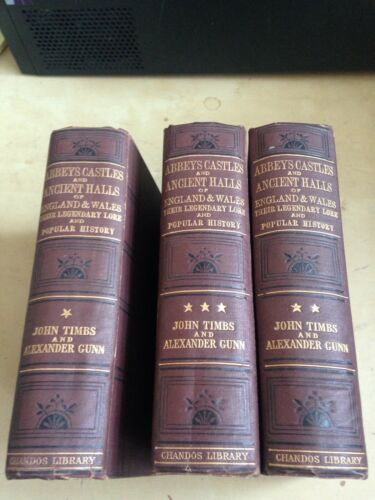 ABBEYS CASTLES
AND
ANCIENT HALLS
OF
ENGLAND & WALES
THEIR LEGENDARY LORE
AND
POPULAR HISTORY
JOHN TIMBS
AND
ALEXANDER GUNN
CHANDOS LIBRARY
ABBEYS CASTLES
AND
ANCIENT HALLS
OF
ENGLAND & WALES
THEIR LEGENDARY LORE
AND
POPULAR HISTORY
JOHN TIMBS
AND
ALEXANDER GUNN
CHANDOS LIBRARY
ABBEYS CASTLES
AND
ANCIENT HALLS
OF
ENGLAND & WALES
THEIR LEGENDARY LORE
AND
POPULAR HISTORY
JOHN TIMBS
AND
ALEXANDER GUNN
CHANDOS LIBRARY